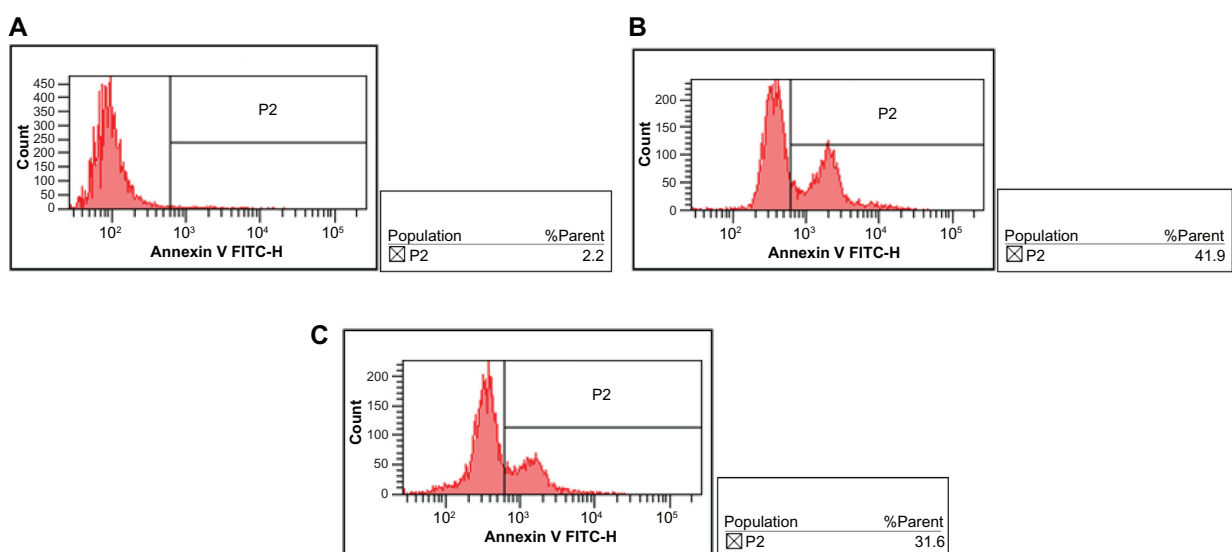 A
450
400
350
300
250
200
150
100
50
0
Count
P2
10² 10³ 10⁴ 10⁵
Annexin V FITC-H
Population %Parent
P2 2.2
B
200
150
100
50
0
Count
P2
10² 10³ 10⁴ 10⁵
Annexin V FITC-H
Population %Parent
P2 41.9
C
200
150
100
50
0
Count
P2
10² 10³ 10⁴ 10⁵
Annexin V FITC-H
Population %Parent
P2 31.6